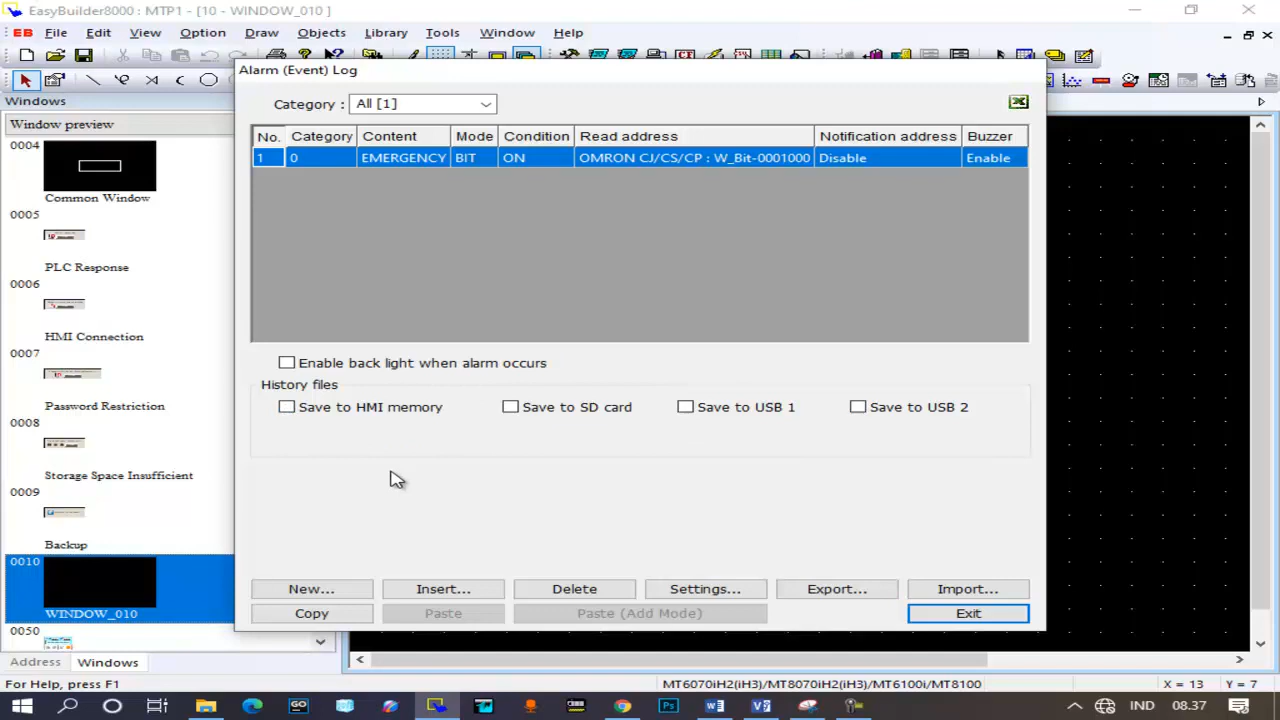 EasyBuilder8000 : MTP1 - [10 - WINDOW_010 ]
EB File Edit View Option Draw Objects Library Tools Window Help
Windows
Window preview
0004
Common Window
0005
PLC Response
0006
HMI Connection
0007
Password Restriction
0008
Storage Space Insufficient
0009
Backup
0010
WINDOW_010
0050
Address Windows
Alarm (Event) Log
Category : All [1]
No. Category Content Mode Condition Read address Notification address Buzzer
1 0 EMERGENCY BIT ON OMRON CJ/CS/CP : W_Bit-0001000 Disable Enable
Enable back light when alarm occurs
History files
Save to HMI memory Save to SD card Save to USB 1 Save to USB 2
New... Insert... Delete Settings... Export... Import...
Copy Paste Paste (Add Mode) Exit
For Help, press F1 MT6070iH2(iH3)/MT8070iH2(iH3)/MT6100i/MT8100 X = 13 Y = 7
IND 08.37